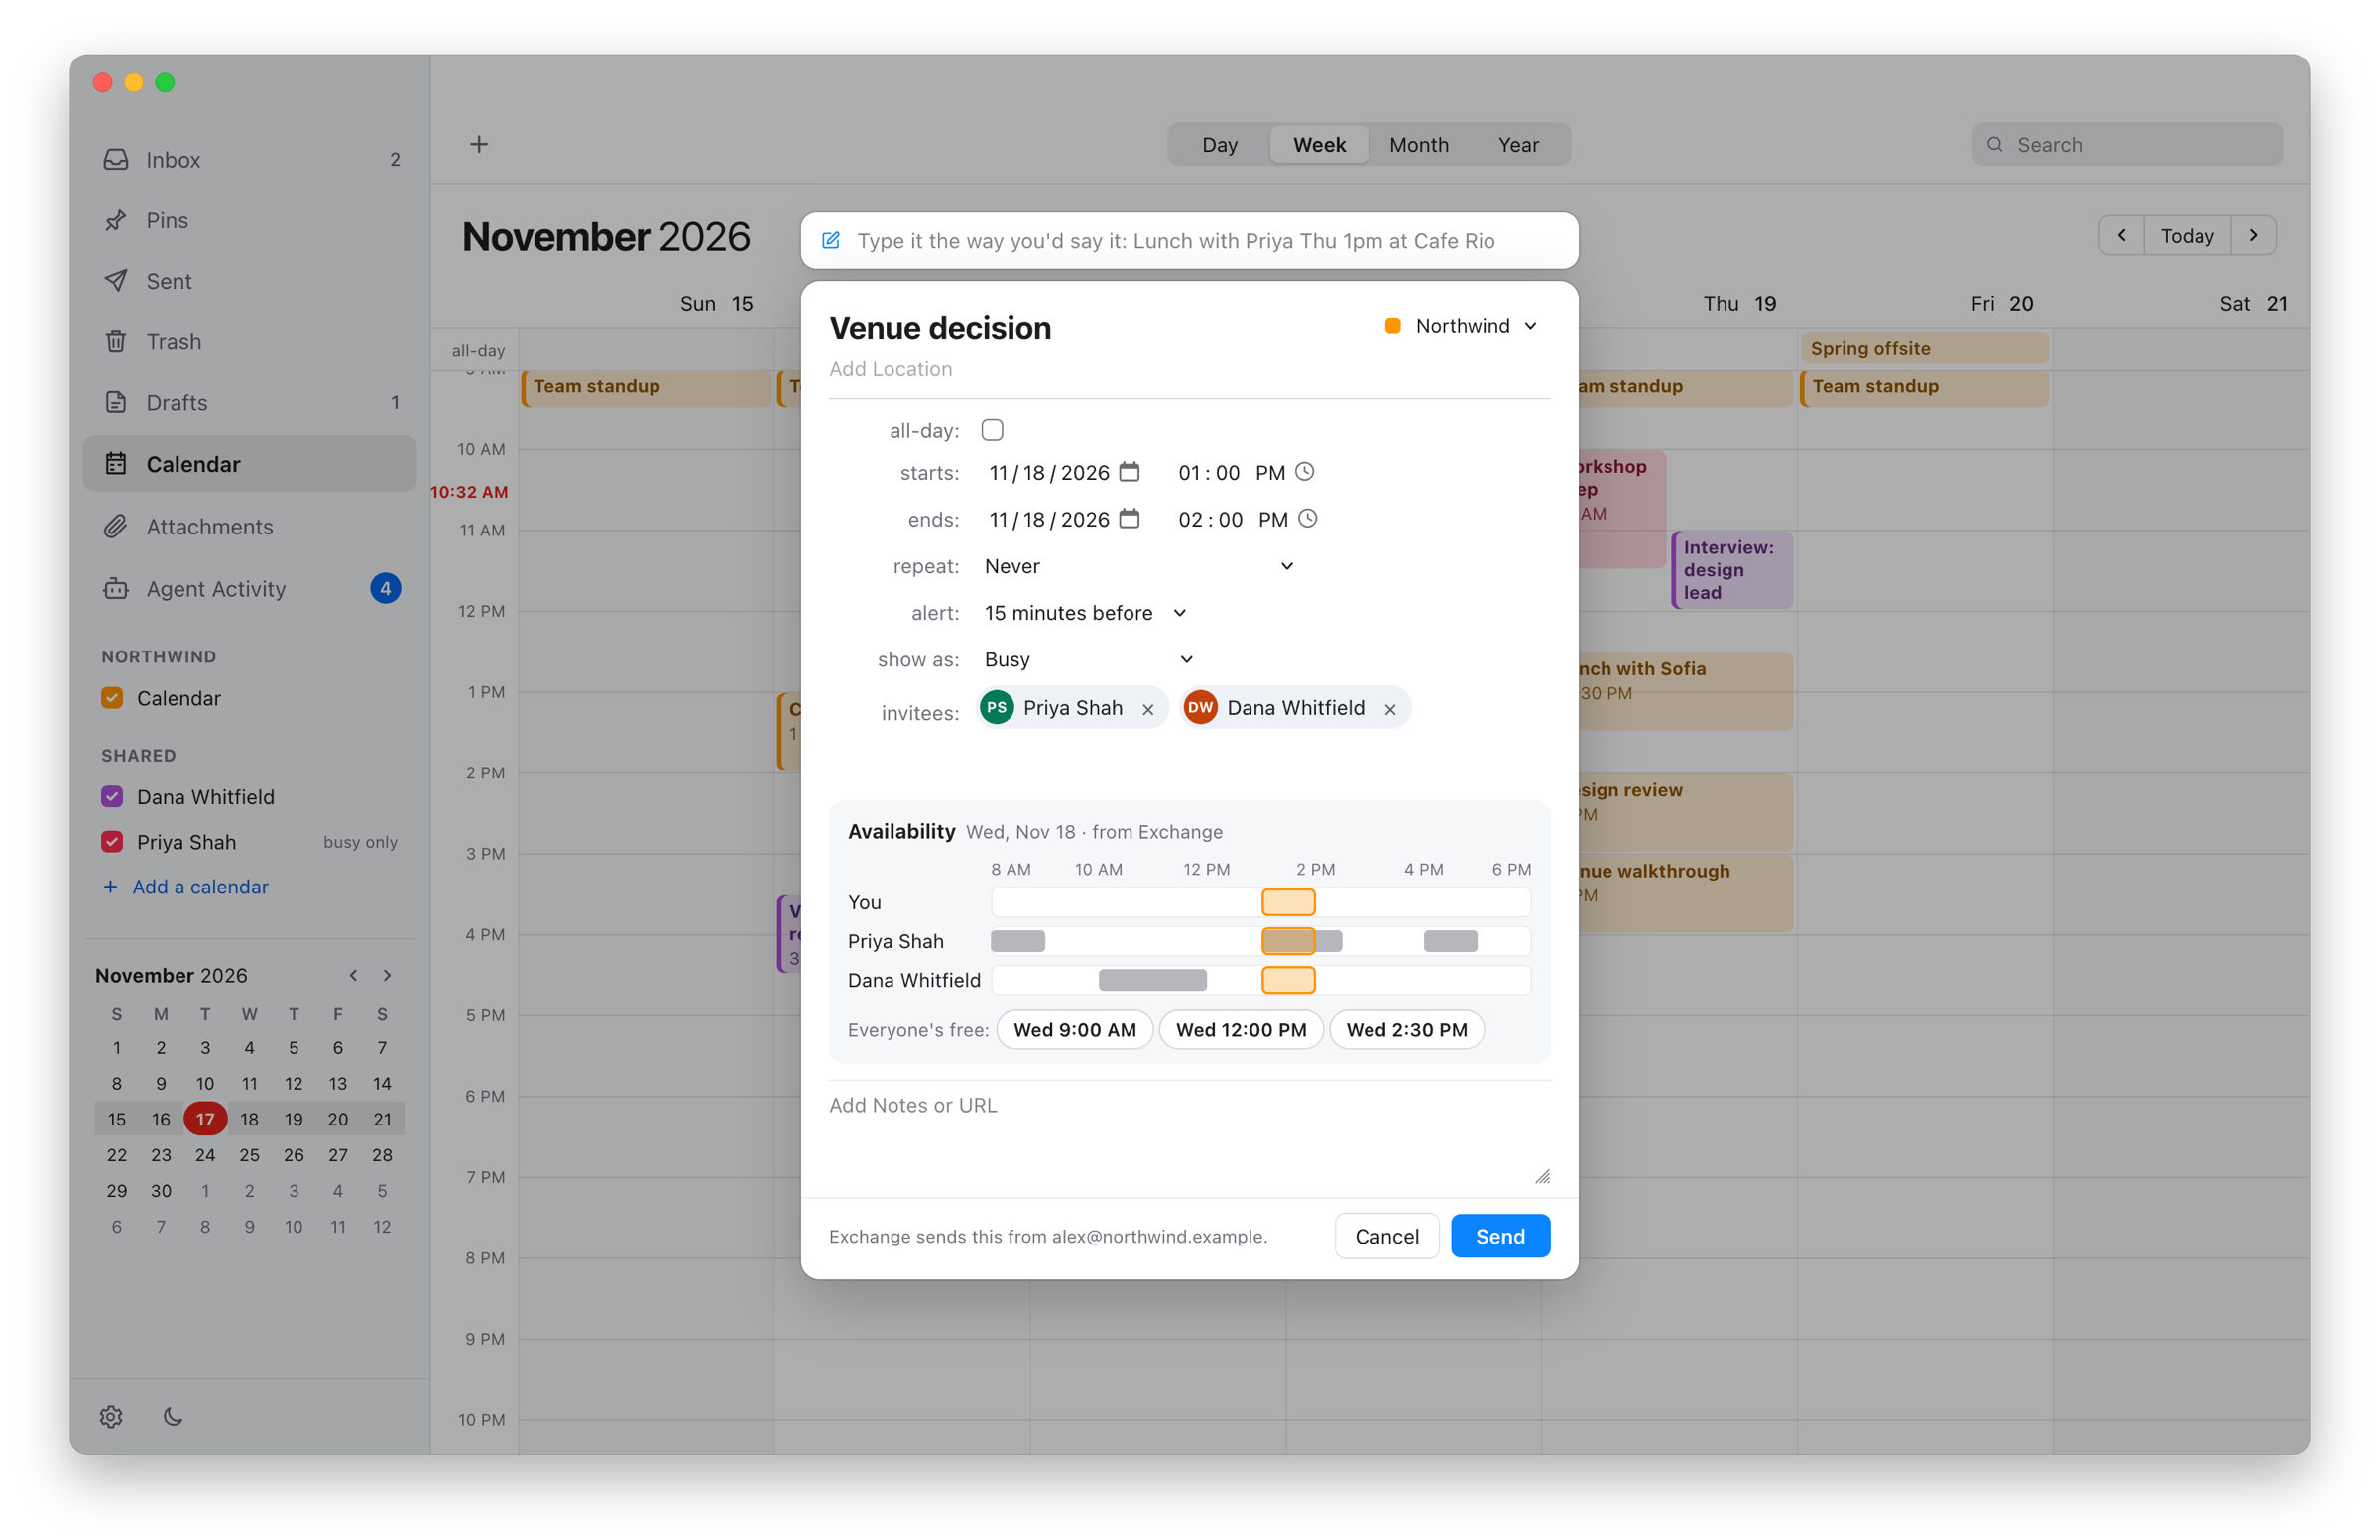 Inbox 2
Pins
Sent
Trash
Drafts 1
Calendar
Attachments
Agent Activity 4
NORTHWIND
Calendar
SHARED
Dana Whitfield
Priya Shah busy only
+ Add a calendar
November 2026
S M T W T F S
1 2 3 4 5 6 7
8 9 10 11 12 13 14
15 16 17 18 19 20 21
22 23 24 25 26 27 28
29 30 1 2 3 4 5
6 7 8 9 10 11 12
Day Week Month Year
Search
November 2026
Today
Sun 15
Thu 19
Fri 20
Sat 21
all-day
Spring offsite
Team standup
am standup
Team standup
10 AM
10:32 AM
11 AM
12 PM
1 PM
2 PM
3 PM
4 PM
5 PM
6 PM
7 PM
8 PM
9 PM
10 PM
orkshop
ep
AM
Interview:
design
lead
nch with Sofia
30 PM
sign review
PM
nue walkthrough
PM
Type it the way you'd say it: Lunch with Priya Thu 1pm at Cafe Rio
Venue decision
Northwind
Add Location
all-day:
starts: 11/18/2026 01:00 PM
ends: 11/18/2026 02:00 PM
repeat: Never
alert: 15 minutes before
show as: Busy
invitees: PS Priya Shah × DW Dana Whitfield ×
Availability Wed, Nov 18 · from Exchange
8 AM 10 AM 12 PM 2 PM 4 PM 6 PM
You
Priya Shah
Dana Whitfield
Everyone's free: Wed 9:00 AM Wed 12:00 PM Wed 2:30 PM
Add Notes or URL
Exchange sends this from alex@northwind.example.
Cancel
Send